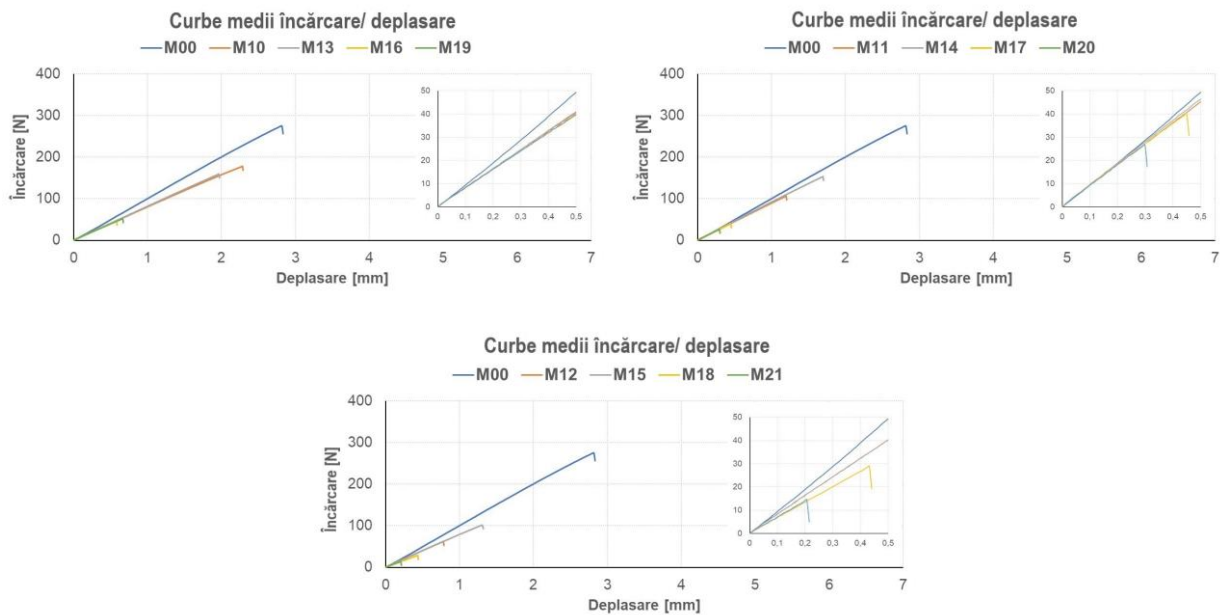 Curbe medii încărcare/ deplasare
M00 M10 M13 M16 M19
Încărcare [N]
400
300
200
100
0
0 1 2 3 4 5 6 7
Deplasare [mm]
50
40
30
20
10
0
0 0,1 0,2 0,3 0,4 0,5
Curbe medii încărcare/ deplasare
M00 M11 M14 M17 M20
Încărcare [N]
400
300
200
100
0
0 1 2 3 4 5 6 7
Deplasare [mm]
50
40
30
20
10
0
0 0,1 0,2 0,3 0,4 0,5
Curbe medii încărcare/ deplasare
M00 M12 M15 M18 M21
Încărcare [N]
400
300
200
100
0
0 1 2 3 4 5 6 7
Deplasare [mm]
50
40
30
20
10
0
0 0,1 0,2 0,3 0,4 0,5